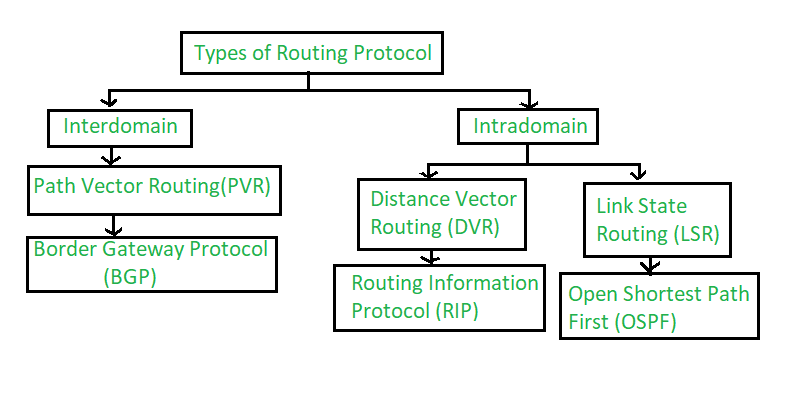 Types of Routing Protocol
Interdomain
Intradomain
Path Vector Routing(PVR)
Distance Vector
Routing (DVR)
Link State
Routing (LSR)
Border Gateway Protocol
(BGP)
Routing Information
Protocol (RIP)
Open Shortest Path
First (OSPF)